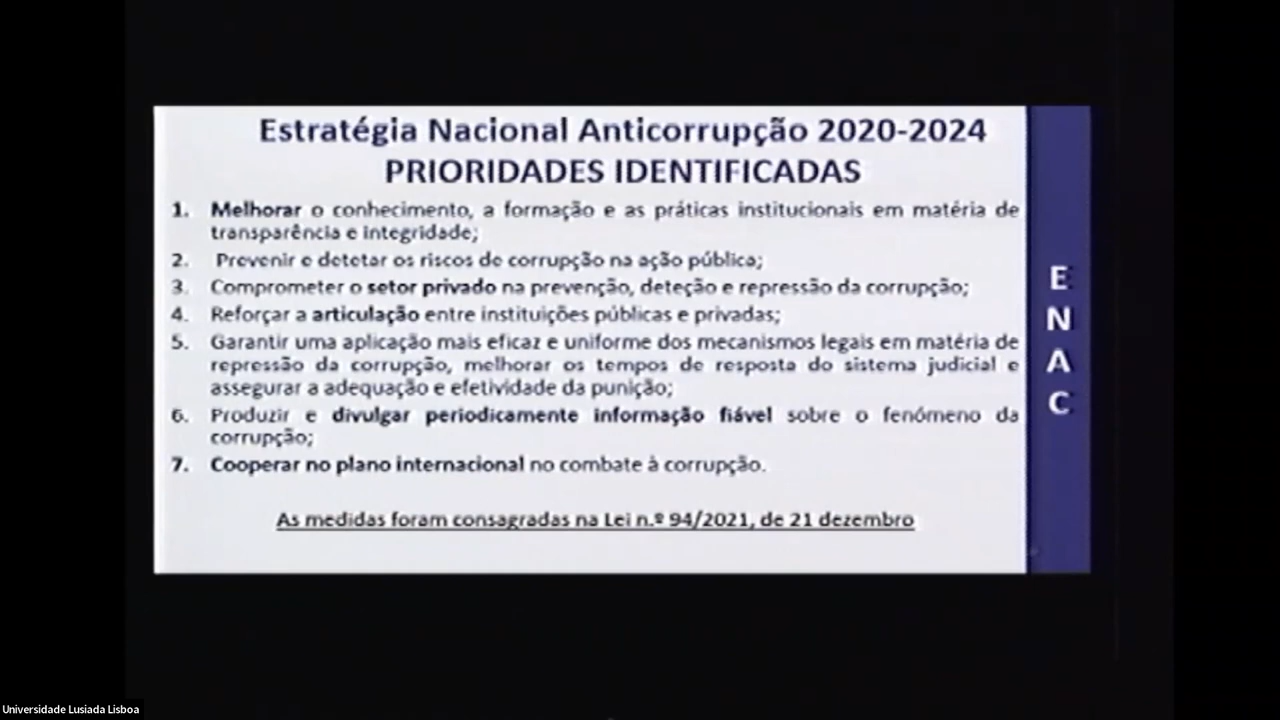 Estratégia Nacional Anticorrupção 2020-2024
PRIORIDADES IDENTIFICADAS
1. Melhorar o conhecimento, a formação e as práticas institucionais em matéria de
transparência e integridade;
2. Prevenir e detetar os riscos de corrupção na ação pública;
3. Comprometer o setor privado na prevenção, deteção e repressão da corrupção;
4. Reforçar a articulação entre instituições públicas e privadas;
5. Garantir uma aplicação mais eficaz e uniforme dos mecanismos legais em matéria de
repressão da corrupção, melhorar os tempos de resposta do sistema judicial e
assegurar a adequação e efetividade da punição;
6. Produzir e divulgar periodicamente informação fiável sobre o fenómeno da
corrupção;
7. Cooperar no plano internacional no combate à corrupção.
As medidas foram consagradas na Lei n.º 94/2021, de 21 dezembro
E
N
A
C
Universidade Lusiada Lisboa